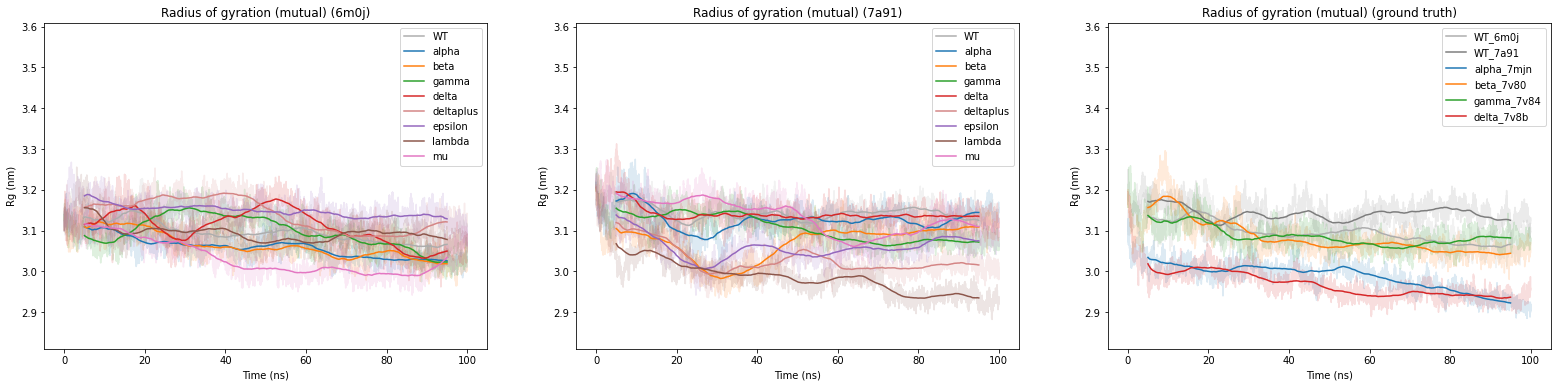 Radius of gyration (mutual) (6m0j)
3.6
3.5
3.4
3.3
3.2
3.1
3.0
2.9
Rg (nm)
WT
alpha
beta
gamma
delta
deltaplus
epsilon
lambda
mu
0
20
40
60
80
100
Time (ns)
Radius of gyration (mutual) (7a91)
3.6
3.5
3.4
3.3
3.2
3.1
3.0
2.9
Rg (nm)
WT
alpha
beta
gamma
delta
deltaplus
epsilon
lambda
mu
0
20
40
60
80
100
Time (ns)
Radius of gyration (mutual) (ground truth)
3.6
3.5
3.4
3.3
3.2
3.1
3.0
2.9
Rg (nm)
WT_6m0j
WT_7a91
alpha_7mjn
beta_7v80
gamma_7v84
delta_7v8b
0
20
40
60
80
100
Time (ns)